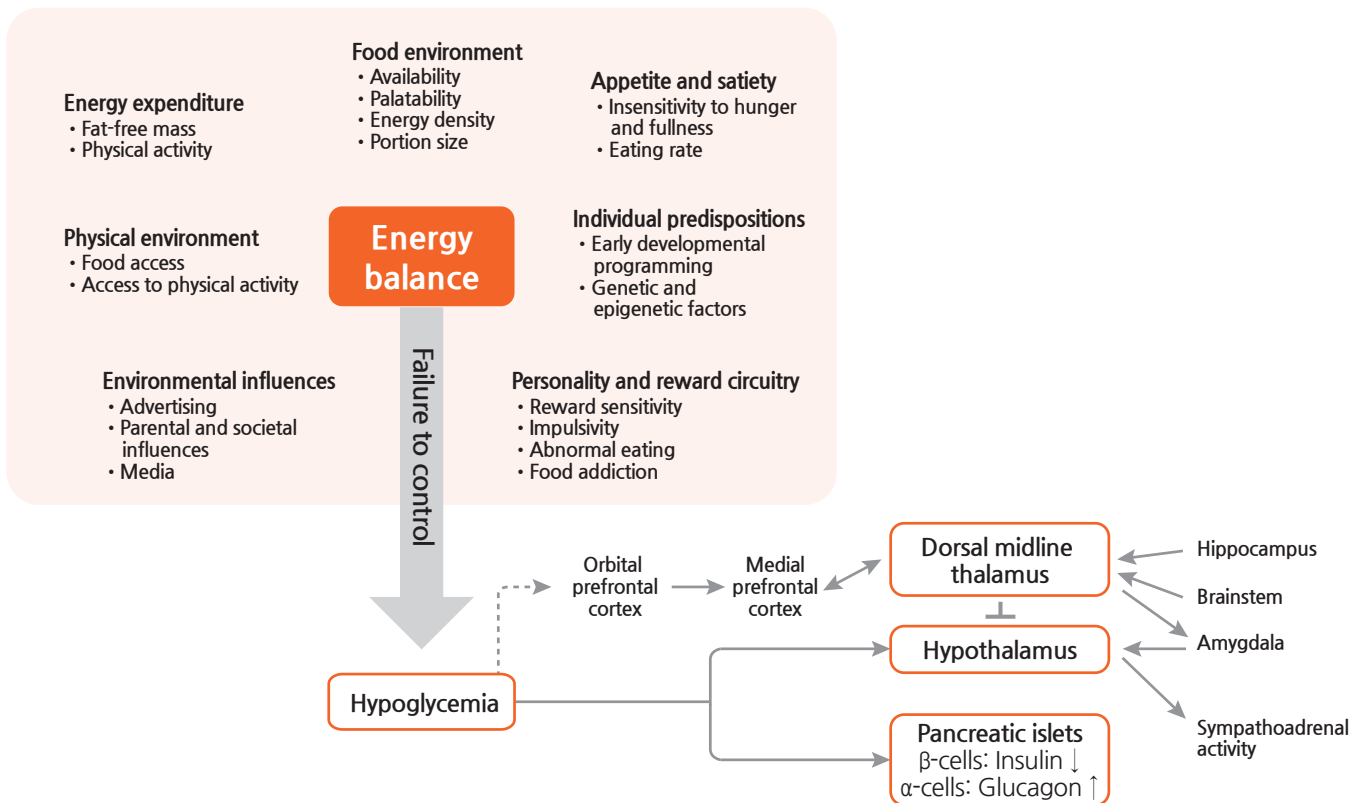 Food environment
· Availability
· Palatability
· Energy density
· Portion size
Appetite and satiety
· Insensitivity to hunger
and fullness
· Eating rate
Energy expenditure
· Fat-free mass
· Physical activity
Physical environment
· Food access
· Access to physical activity
Energy
balance
Individual predispositions
· Early developmental
programming
· Genetic and
epigenetic factors
Failure to control
Environmental influences
· Advertising
· Parental and societal
influences
· Media
Personality and reward circuitry
· Reward sensitivity
· Impulsivity
· Abnormal eating
· Food addiction
Orbital
prefrontal
cortex
Medial
prefrontal
cortex
Dorsal midline
thalamus
Hippocampus
Brainstem
Amygdala
Hypothalamus
Hypoglycemia
Sympathoadrenal
activity
Pancreatic islets
β-cells: Insulin ↓
α-cells: Glucagon ↑